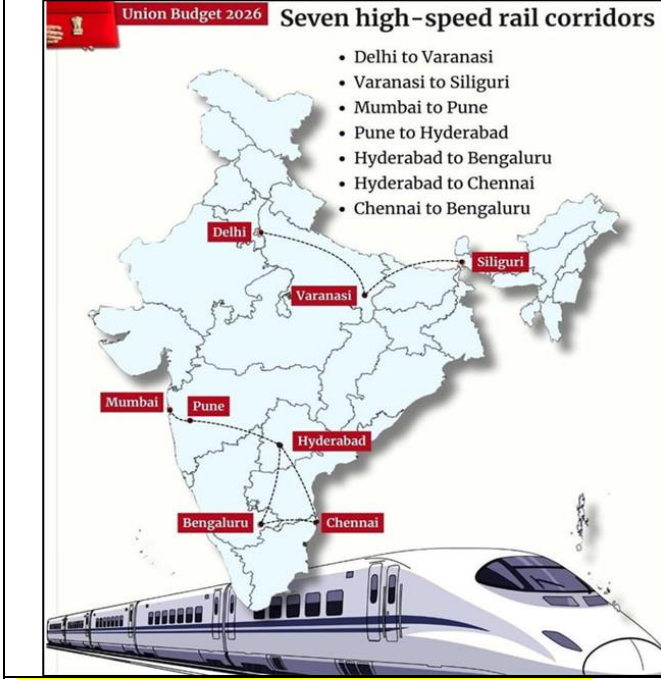 Union Budget 2026
Seven high-speed rail corridors
• Delhi to Varanasi
• Varanasi to Siliguri
• Mumbai to Pune
• Pune to Hyderabad
• Hyderabad to Bengaluru
• Hyderabad to Chennai
• Chennai to Bengaluru
Delhi
Siliguri
Varanasi
Mumbai
Pune
Hyderabad
Bengaluru
Chennai